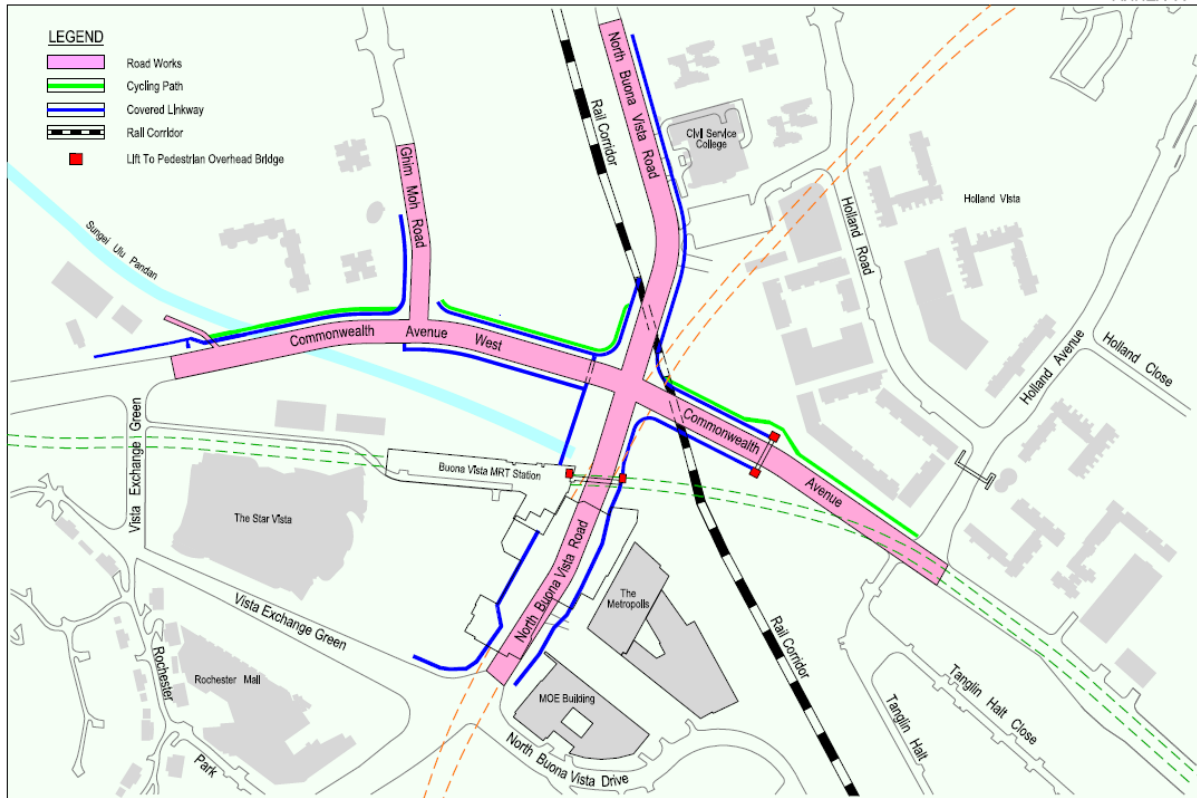 LEGEND
Road Works
Cycling Path
Covered Linkway
Rail Corridor
Lift To Pedestrian Overhead Bridge
North Buona Vista Road
Rail Corridor
Civil Service
College
Ghim Moh Road
Holland Vista
Holland Road
Sungei Ulu Pandan
Commonwealth Avenue West
Holland Avenue
Holland Close
Commonwealth Avenue
Vista Exchange Green
Buona Vista MRT Station
The Star Vista
North Buona Vista Road
The
Metropolis
Vista Exchange Green
Rail Corridor
Rochester Mall
MOE Building
Rochester Park
North Buona Vista Drive
Tanglin Halt
Tanglin Halt Close